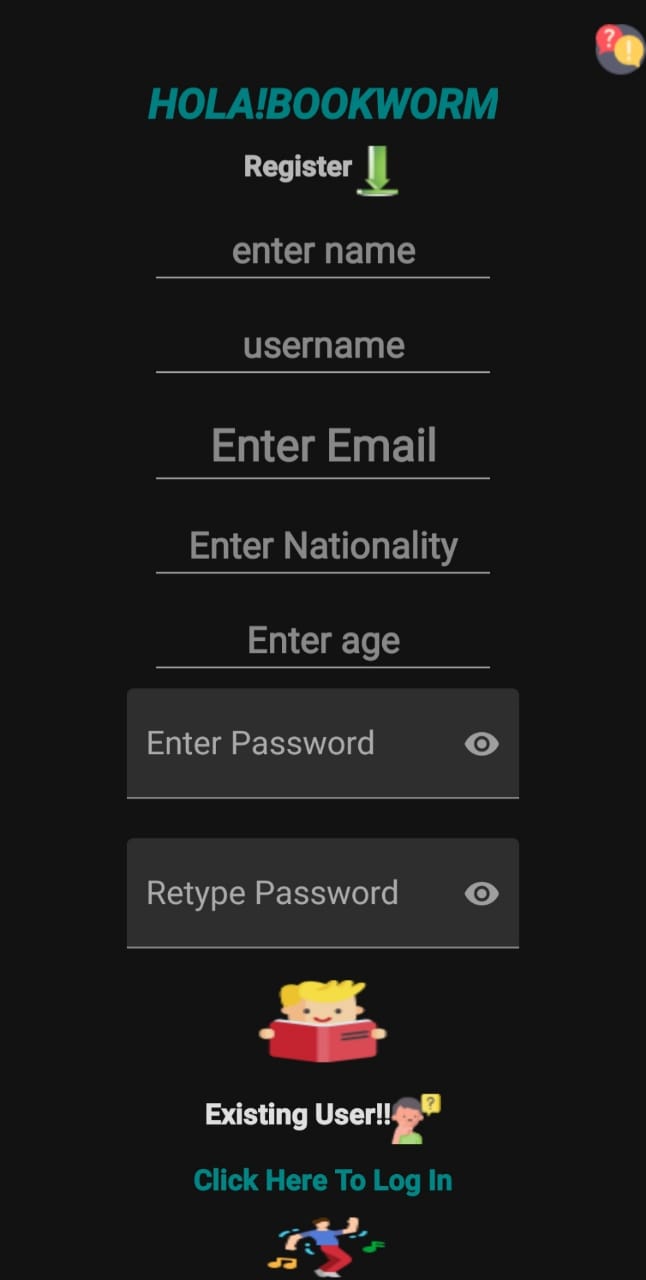 HOLA!BOOKWORM
Register
enter name
username
Enter Email
Enter Nationality
Enter age
Enter Password
Retype Password
Existing User!!
Click Here To Log In